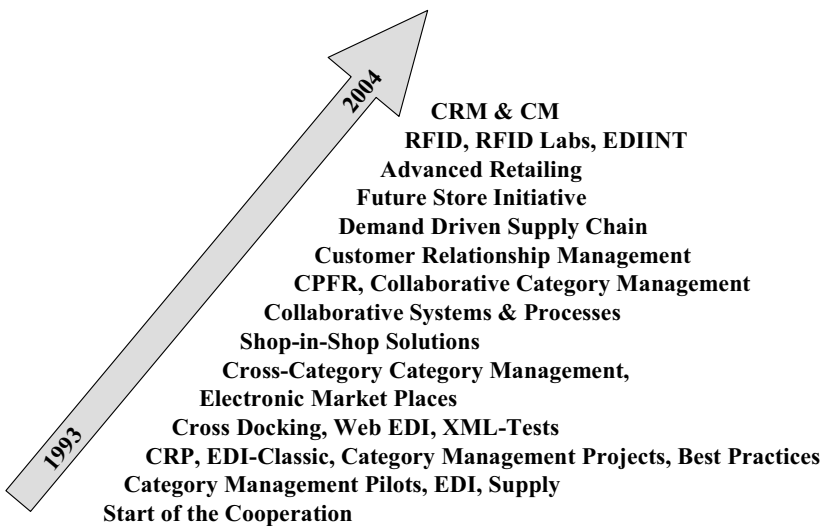 2004
CRM & CM
RFID, RFID Labs, EDIINT
Advanced Retailing
Future Store Initiative
Demand Driven Supply Chain
Customer Relationship Management
CPFR, Collaborative Category Management
Collaborative Systems & Processes
Shop-in-Shop Solutions
Cross-Category Category Management,
Electronic Market Places
Cross Docking, Web EDI, XML-Tests
1993
CRP, EDI-Classic, Category Management Projects, Best Practices
Category Management Pilots, EDI, Supply
Start of the Cooperation